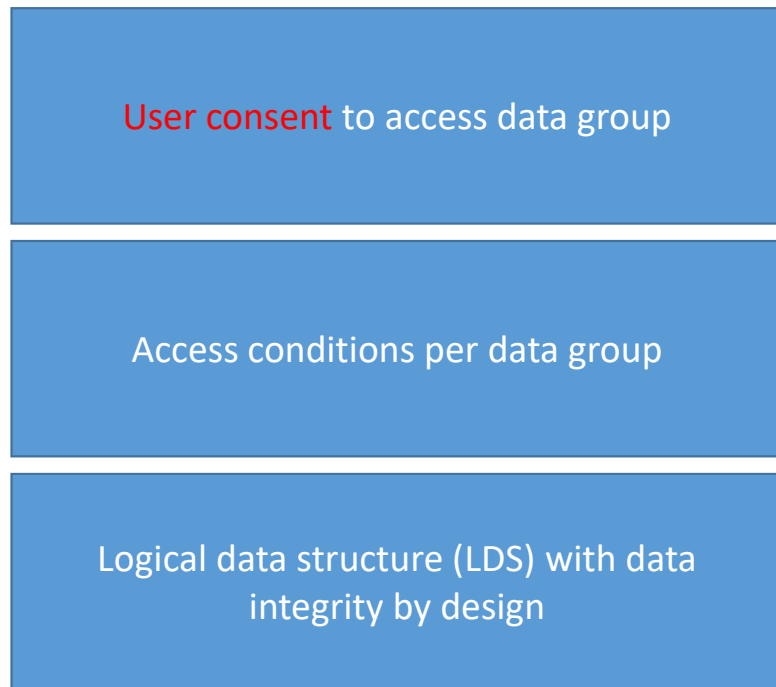 User consent to access data group
Access conditions per data group
Logical data structure (LDS) with data
integrity by design